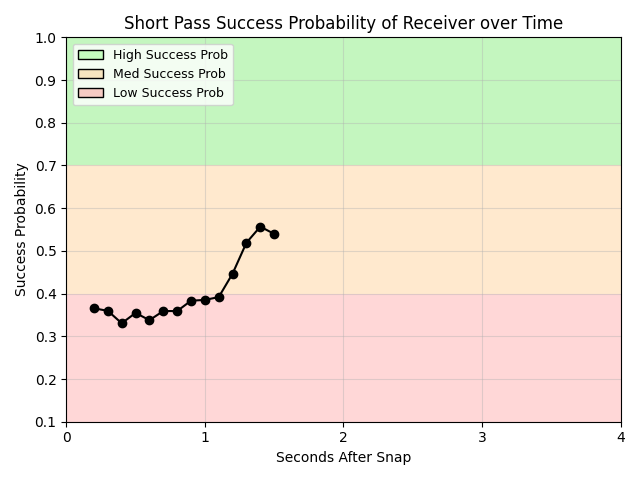 Short Pass Success Probability of Receiver over Time
High Success Prob
Med Success Prob
Low Success Prob
Success Probability
1.0
0.9
0.8
0.7
0.6
0.5
0.4
0.3
0.2
0.1
0 1 2 3 4
Seconds After Snap